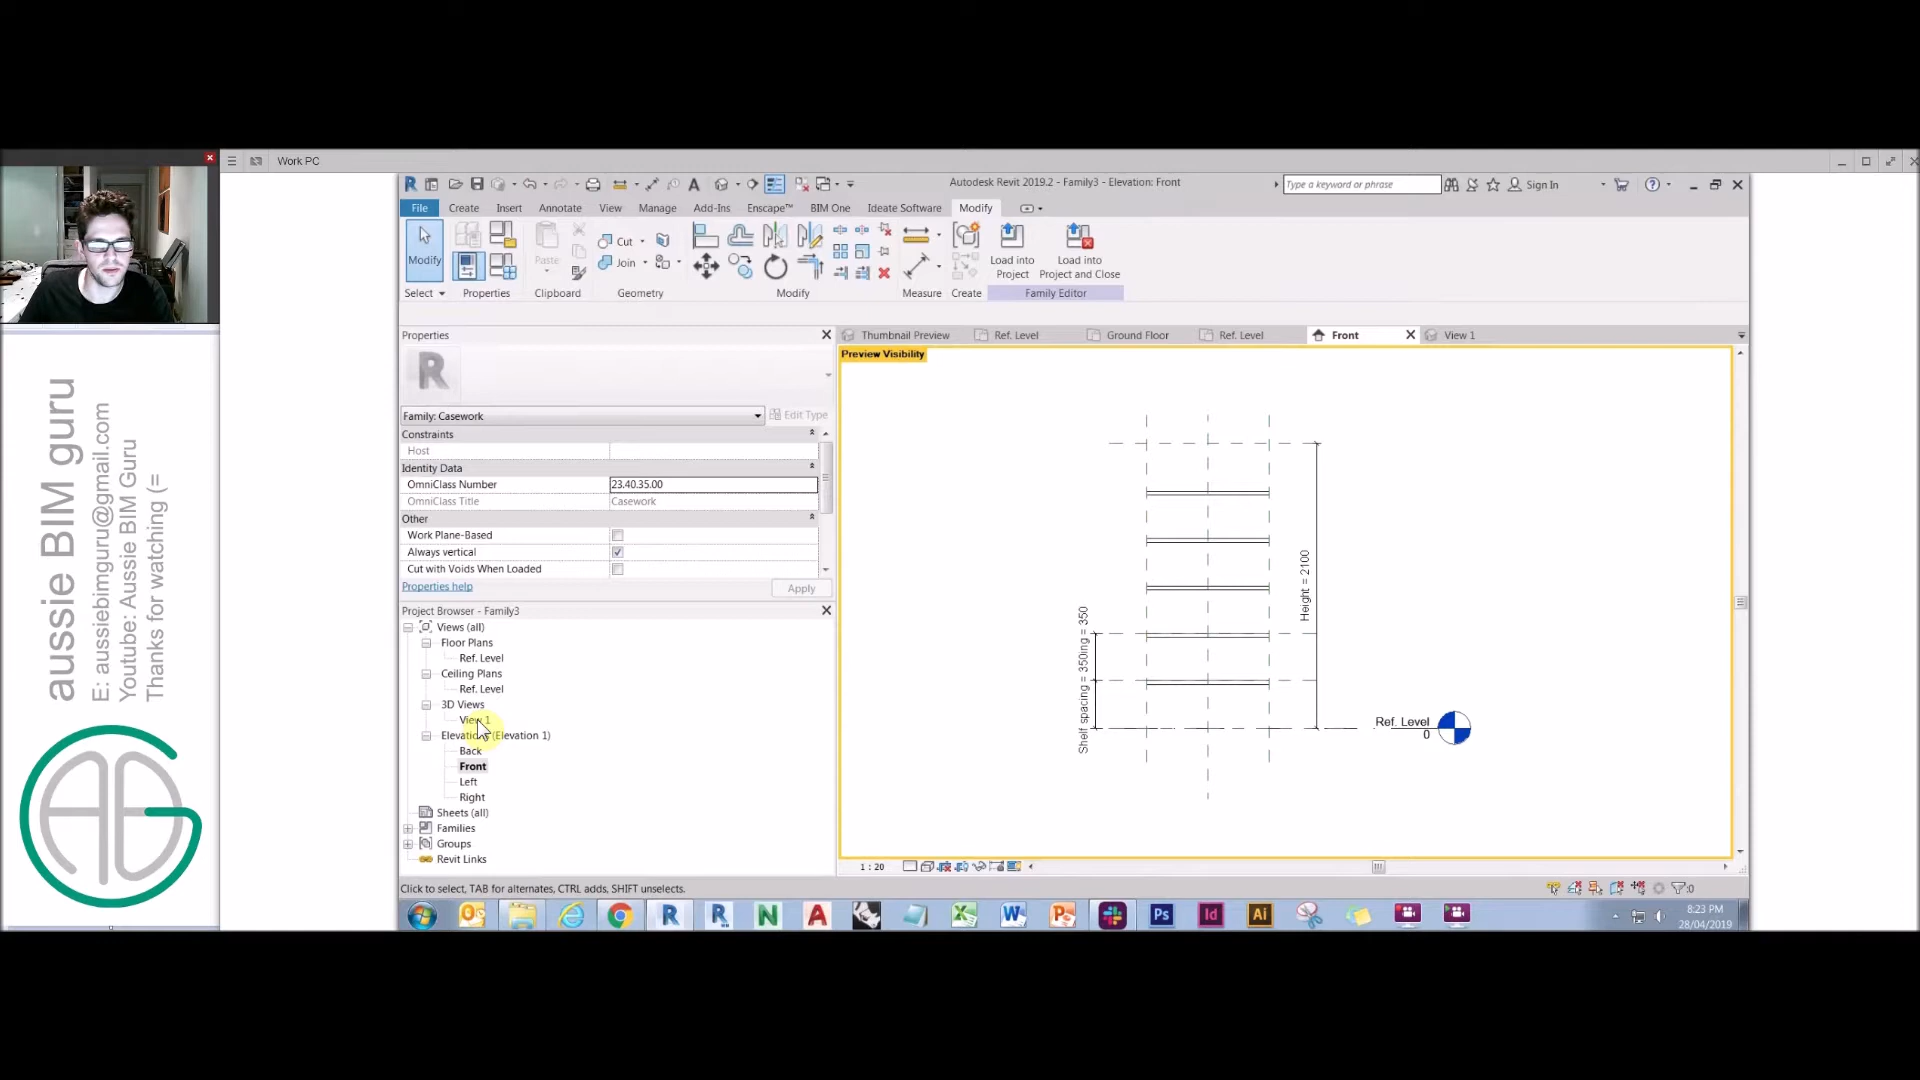 Work PC
Autodesk Revit 2019.2 - Family3 - Elevation: Front
Type a keyword or phrase
Sign In
File Create Insert Annotate View Manage Add-Ins Enscape™ BIM One Ideate Software Modify
Modify
Paste
Cut
Join
Load into Project
Load into Project and Close
Select Properties Clipboard Geometry Modify Measure Create Family Editor
Properties
Thumbnail Preview Ref. Level Ground Floor Ref. Level Front View 1
Preview Visibility
R
Family: Casework
Edit Type
Constraints
Host
Identity Data
OmniClass Number 23.40.35.00
OmniClass Title Casework
Other
Work Plane-Based
Always vertical
Cut with Voids When Loaded
Properties help
Apply
Project Browser - Family3
Views (all)
Floor Plans
Ref. Level
Ceiling Plans
Ref. Level
3D Views
View 1
(Elevation 1)
Back
Front
Left
Right
Sheets (all)
Families
Groups
Revit Links
Height = 2100
Shelf spacing = 350ing = 350
Ref. Level
0
1 : 20
Click to select, TAB for alternates, CTRL adds, SHIFT unselects.
:0
Ps
Id
Ai
8:23 PM
28/04/2019
aussie BIM guru
E: aussiebimguru@gmail.com
Youtube: Aussie BIM Guru
Thanks for watching (=